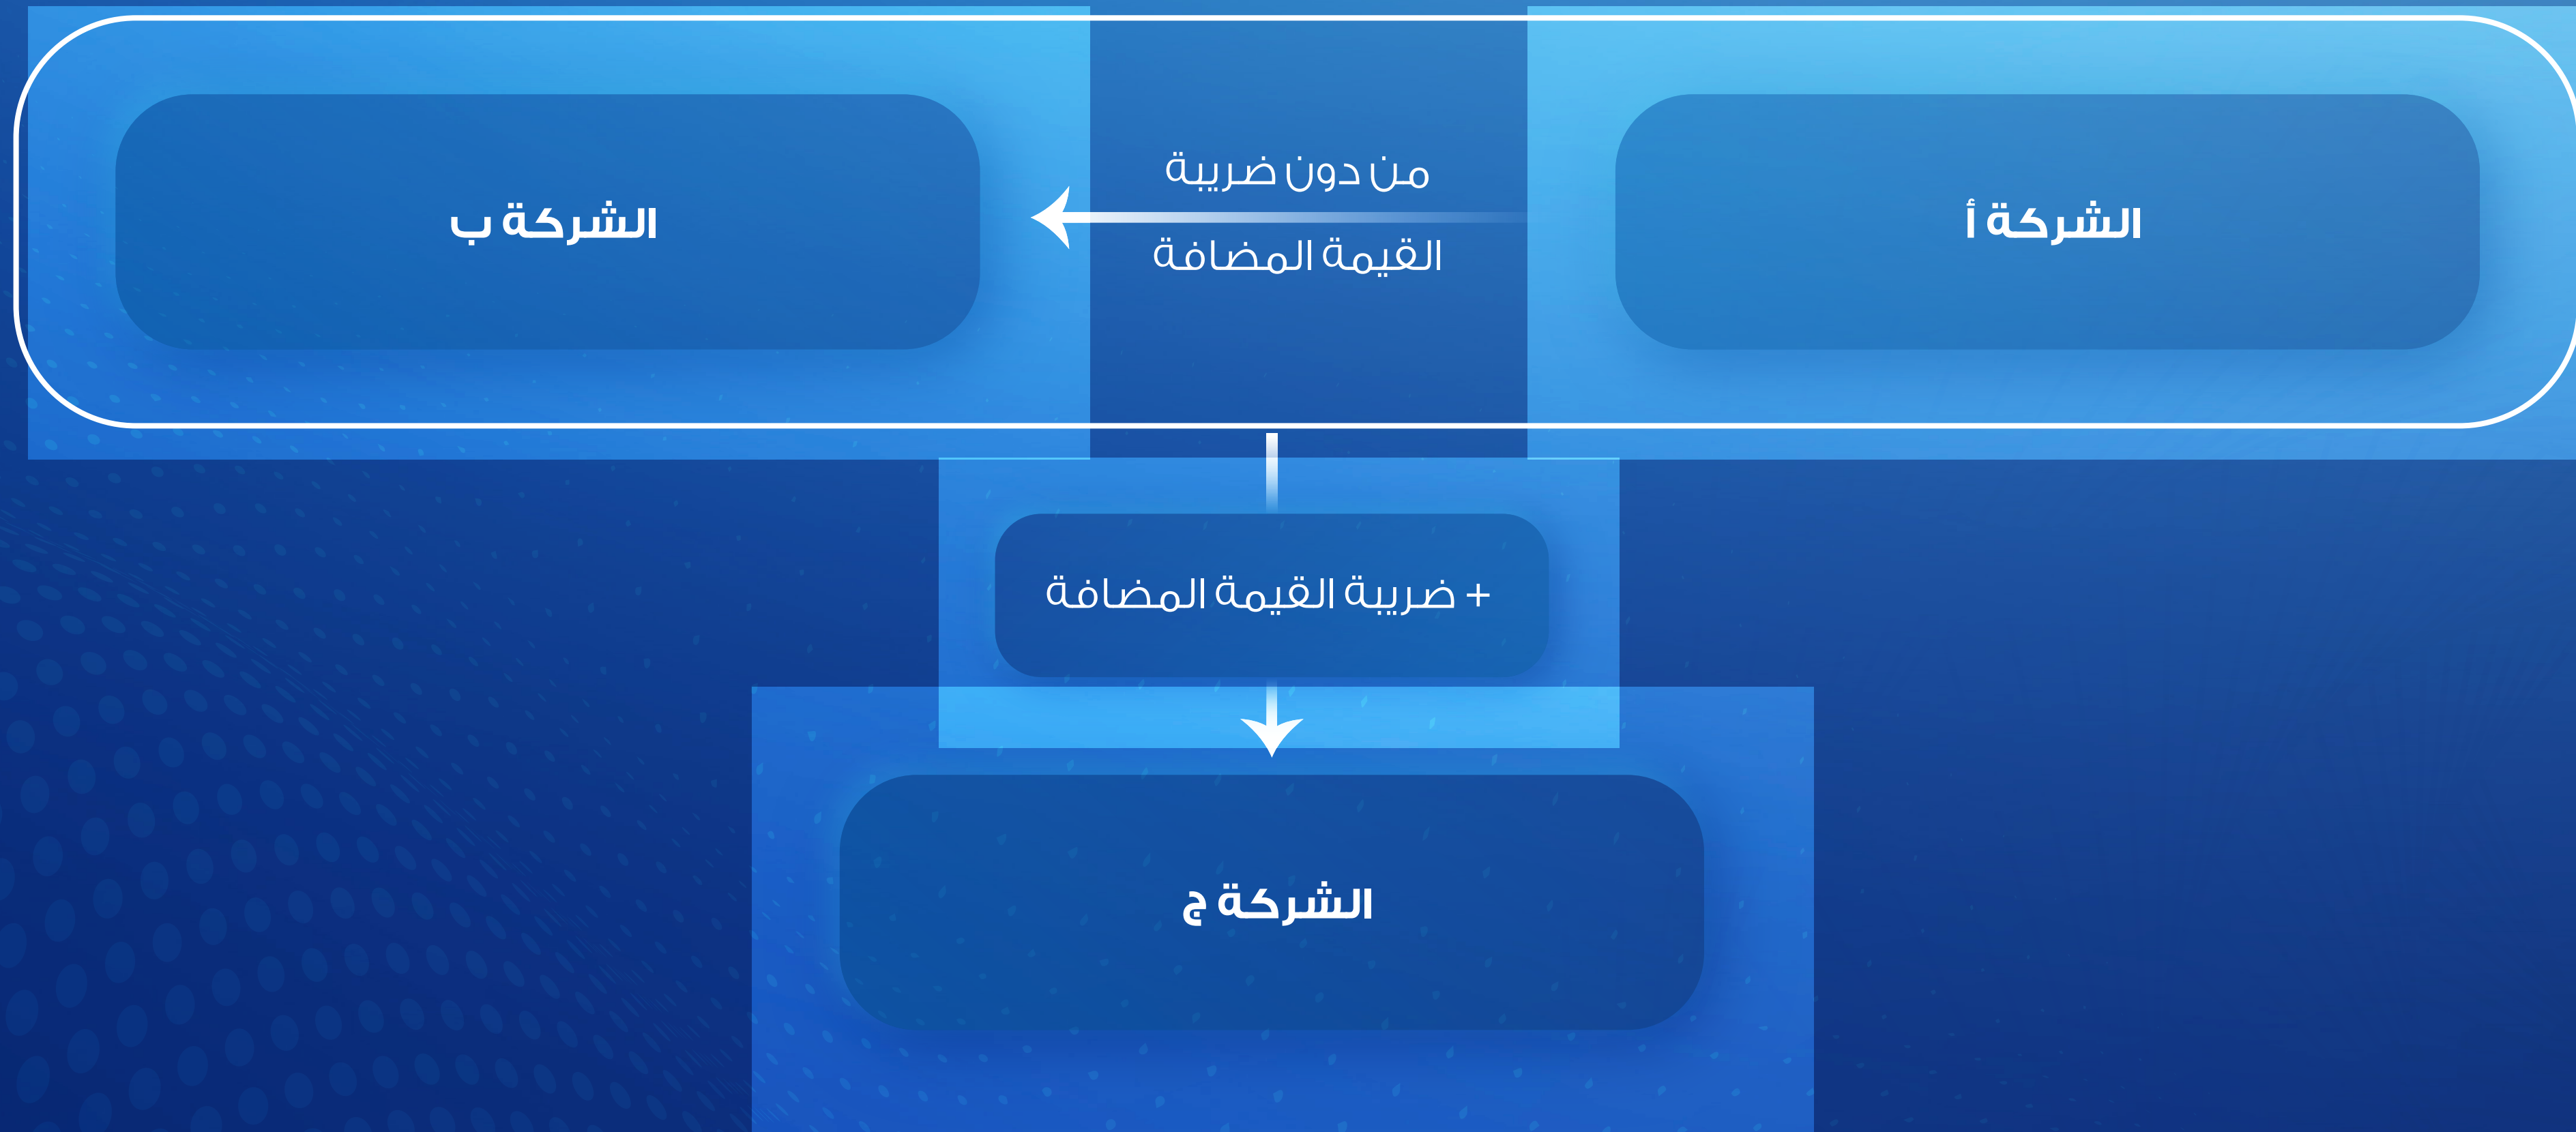 الشركة أ
من دون ضريبة
القيمة المضافة
الشركة ب
+ ضريبة القيمة المضافة
الشركة ج